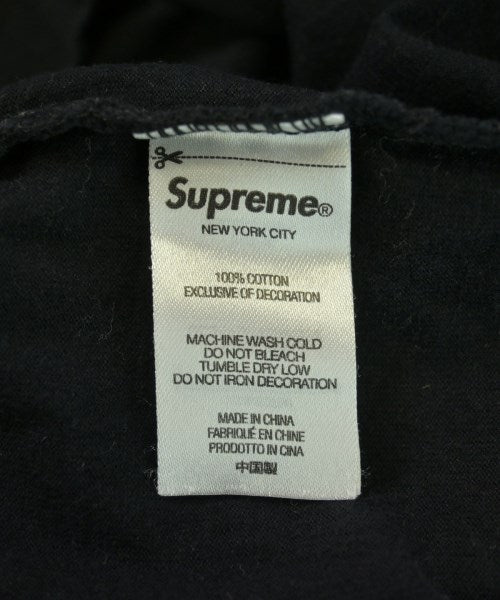 Supreme®
NEW YORK CITY
100% COTTON
EXCLUSIVE OF DECORATION
MACHINE WASH COLD
DO NOT BLEACH
TUMBLE DRY LOW
DO NOT IRON DECORATION
MADE IN CHINA
FABRIQUÉ EN CHINE
PRODOTTO IN CINA
中国製